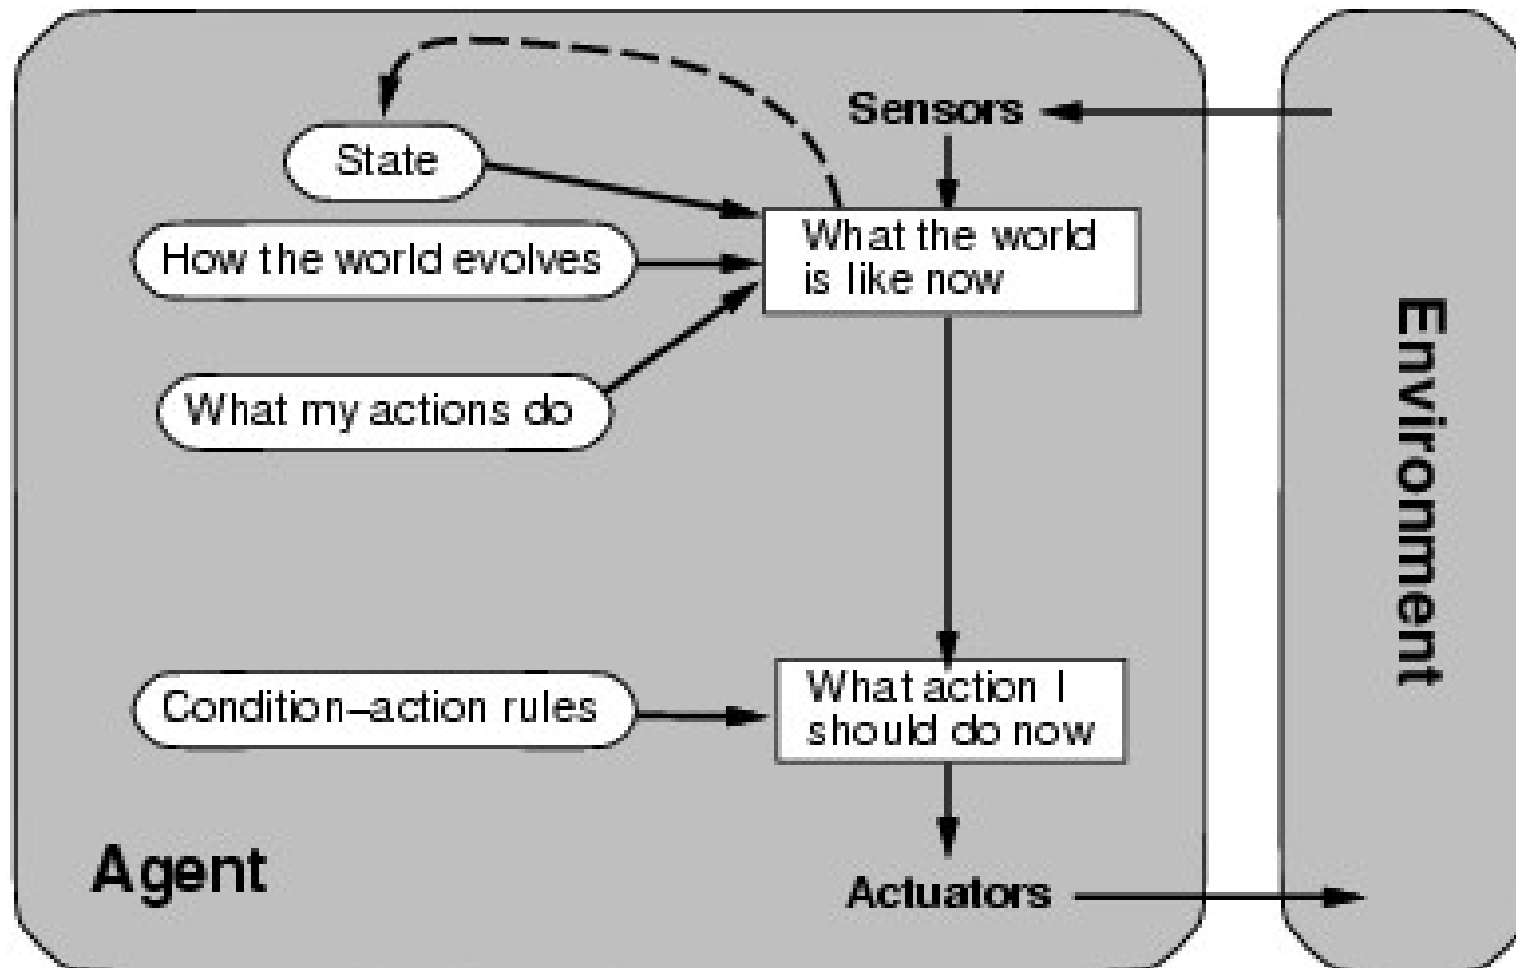 Sensors
State
What the world
is like now
How the world evolves
What my actions do
Environment
Condition–action rules
What action I
should do now
Agent
Actuators